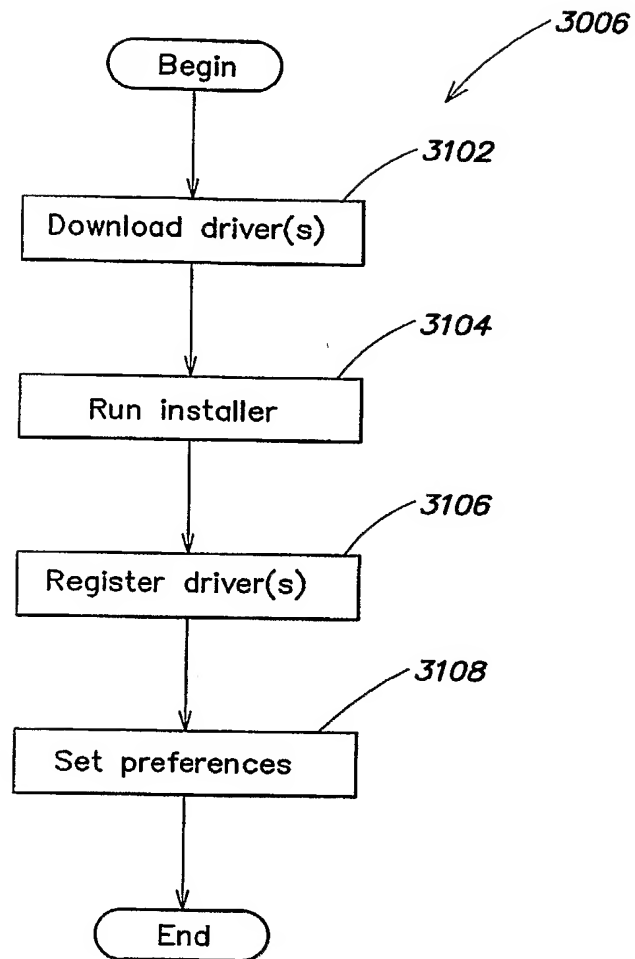 3006
Begin
3102
Download driver(s)
3104
Run installer
3106
Register driver(s)
3108
Set preferences
End